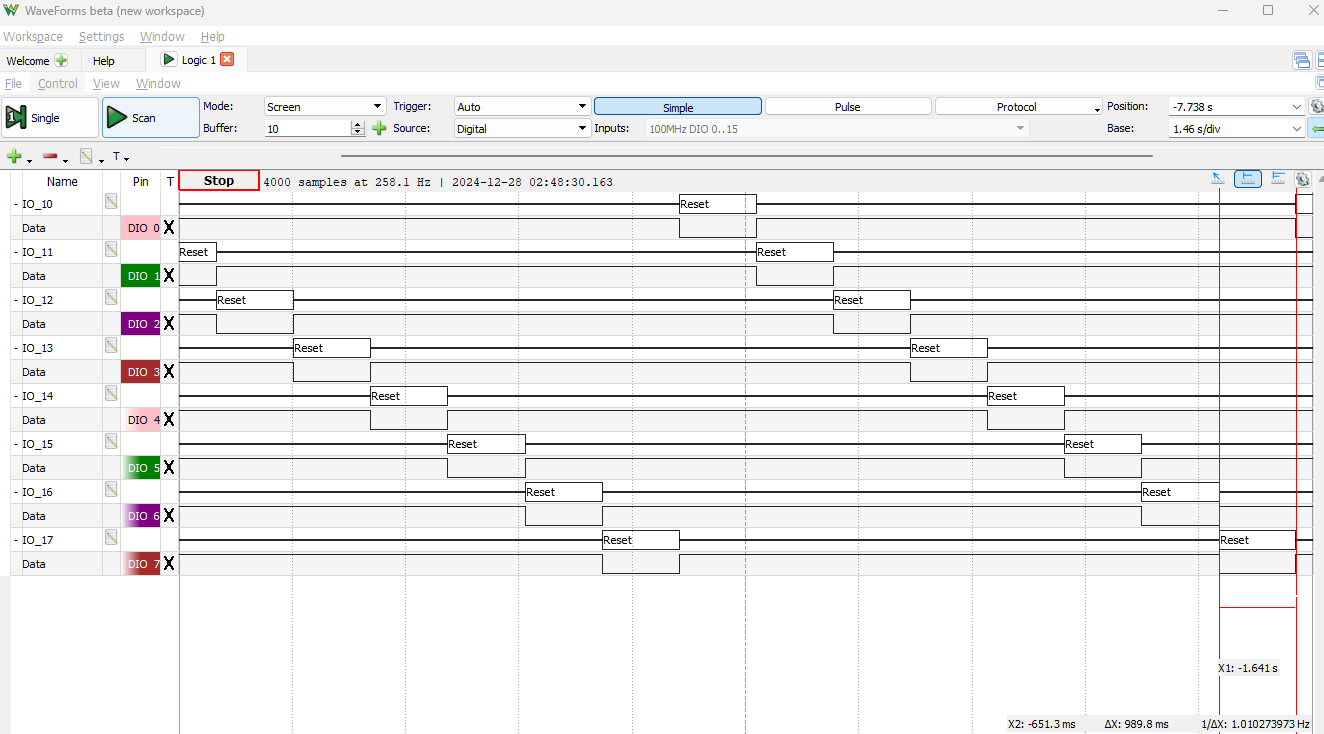 WaveForms beta (new workspace)
Workspace Settings Window Help
Welcome Help Logic 1
File Control View Window
Single Scan Mode: Screen Trigger: Auto Simple Pulse Protocol Position: -7.738 s
Buffer: 10 Source: Digital Inputs: 100MHz DIO 0..15 Base: 1.46 s/div
T
Name Pin T Stop 4000 samples at 258.1 Hz | 2024-12-28 02:48:30.163
- IO_10 Reset
Data DIO 0 X
- IO_11 Reset Reset
Data DIO 1 X
- IO_12 Reset Reset
Data DIO 2 X
- IO_13 Reset Reset
Data DIO 3 X
- IO_14 Reset Reset
Data DIO 4 X
- IO_15 Reset Reset
Data DIO 5 X
- IO_16 Reset Reset
Data DIO 6 X
- IO_17 Reset Reset
Data DIO 7 X
X1: -1.641 s
X2: -651.3 ms ΔX: 989.8 ms 1/ΔX: 1.010273973 Hz